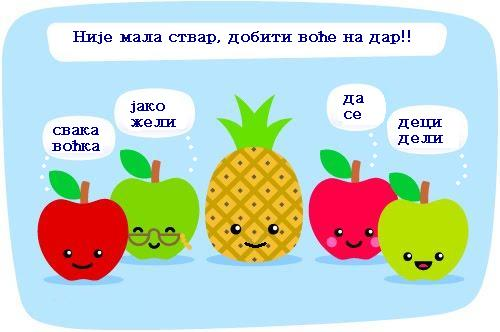 Није мала ствар, добити воће на дар!!
свака
воћка
јако
жели
да
се
деци
дели